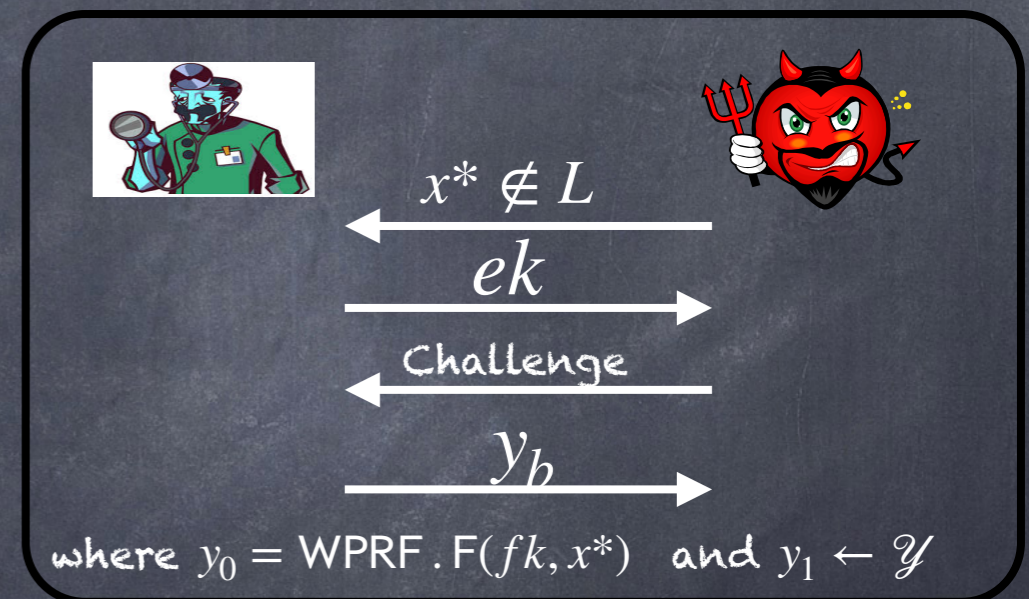 x* ∉ L
ek
Challenge
y_b
where y_0 = WPRF.F(fk, x*) and y_1 ← 𝒴